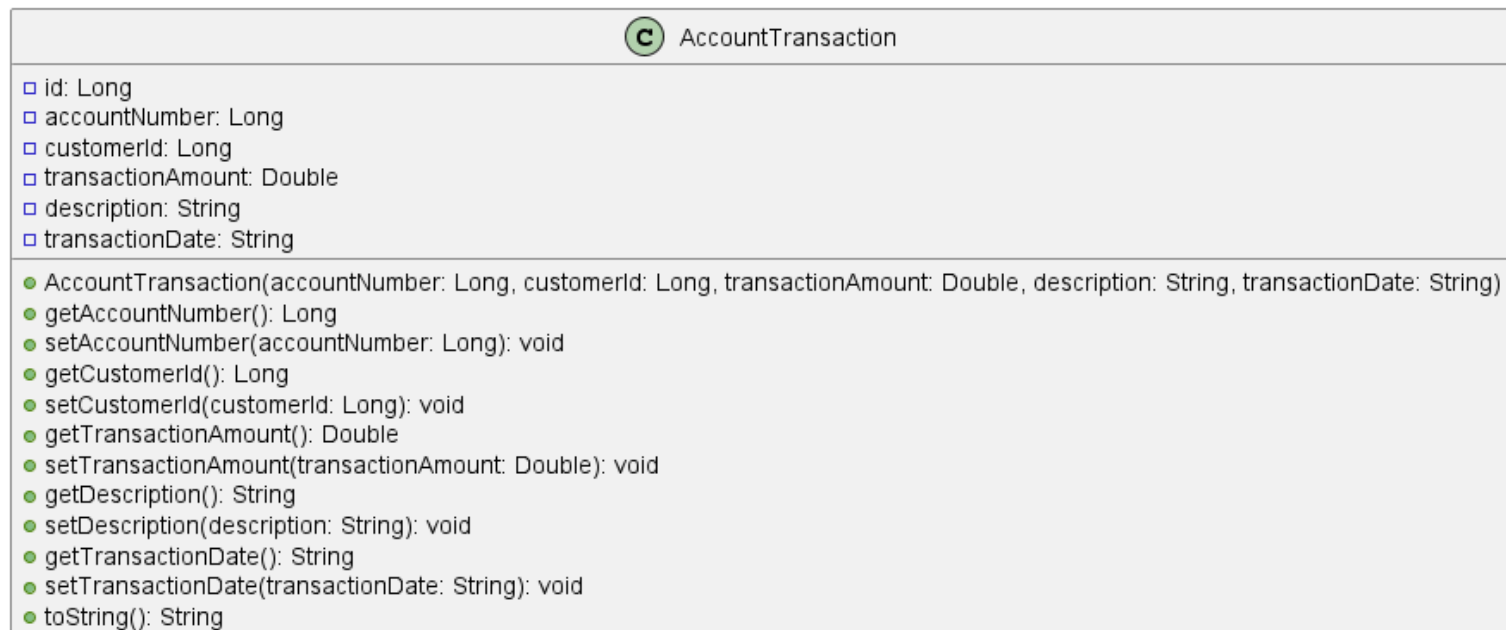 C AccountTransaction
id: Long
accountNumber: Long
customerId: Long
transactionAmount: Double
description: String
transactionDate: String
AccountTransaction(accountNumber: Long, customerId: Long, transactionAmount: Double, description: String, transactionDate: String)
getAccountNumber(): Long
setAccountNumber(accountNumber: Long): void
getCustomerId(): Long
setCustomerId(customerId: Long): void
getTransactionAmount(): Double
setTransactionAmount(transactionAmount: Double): void
getDescription(): String
setDescription(description: String): void
getTransactionDate(): String
setTransactionDate(transactionDate: String): void
toString(): String